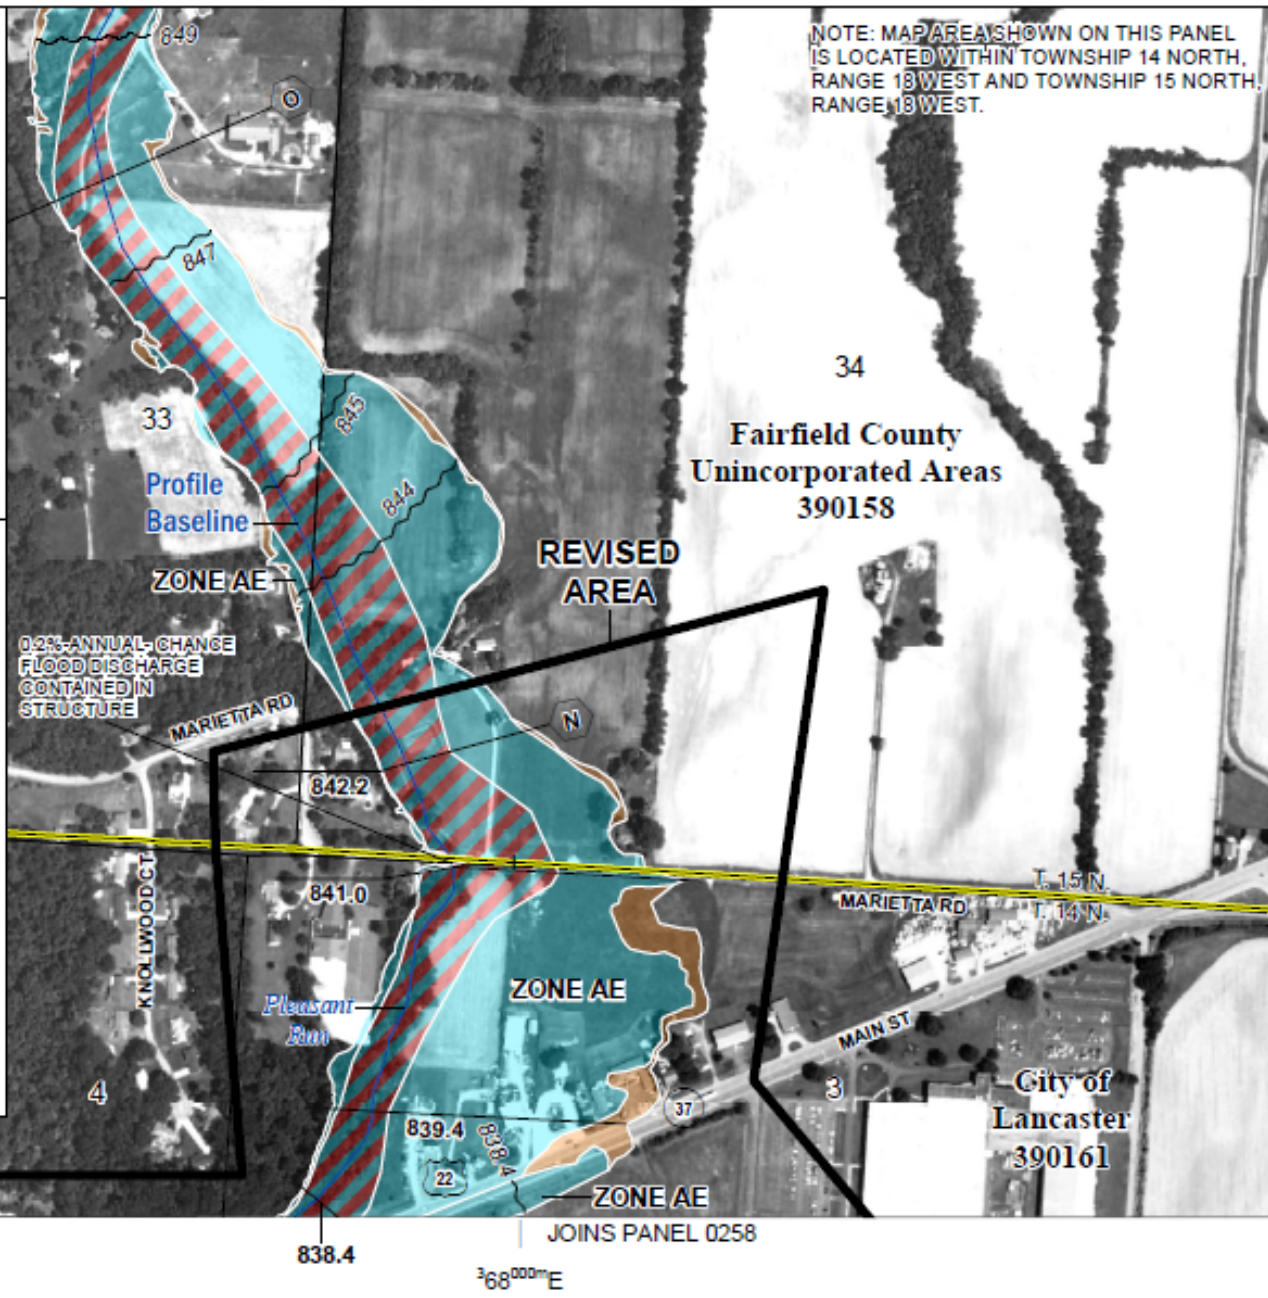 849
NOTE: MAP AREA SHOWN ON THIS PANEL
IS LOCATED WITHIN TOWNSHIP 14 NORTH,
RANGE 18 WEST AND TOWNSHIP 15 NORTH,
RANGE 18 WEST.
O
847
34
33
845
Fairfield County
Unincorporated Areas
390158
Profile
Baseline
844
REVISED
AREA
ZONE AE
0.2%-ANNUAL- CHANCE
FLOOD DISCHARGE
CONTAINED IN
STRUCTURE
MARIETTA RD
N
842.2
841.0
T. 15 N.
T. 14 N.
MARIETTA RD
KNOLLWOOD CT
ZONE AE
Pleasant
Run
MAIN ST
4
3
City of
Lancaster
390161
37
839.4
838.4
22
ZONE AE
JOINS PANEL 0258
838.4
368000mE